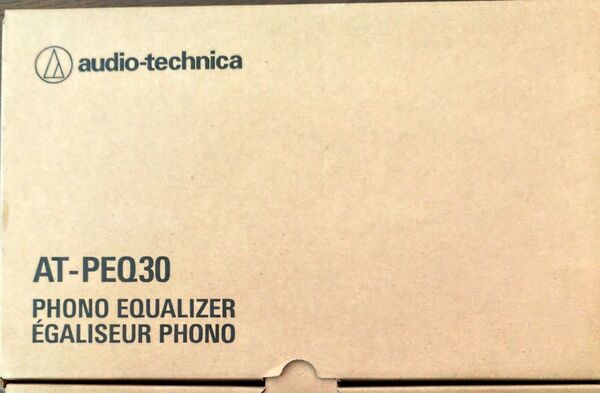 audio-technica
AT-PEQ30
PHONO EQUALIZER
ÉGALISEUR PHONO